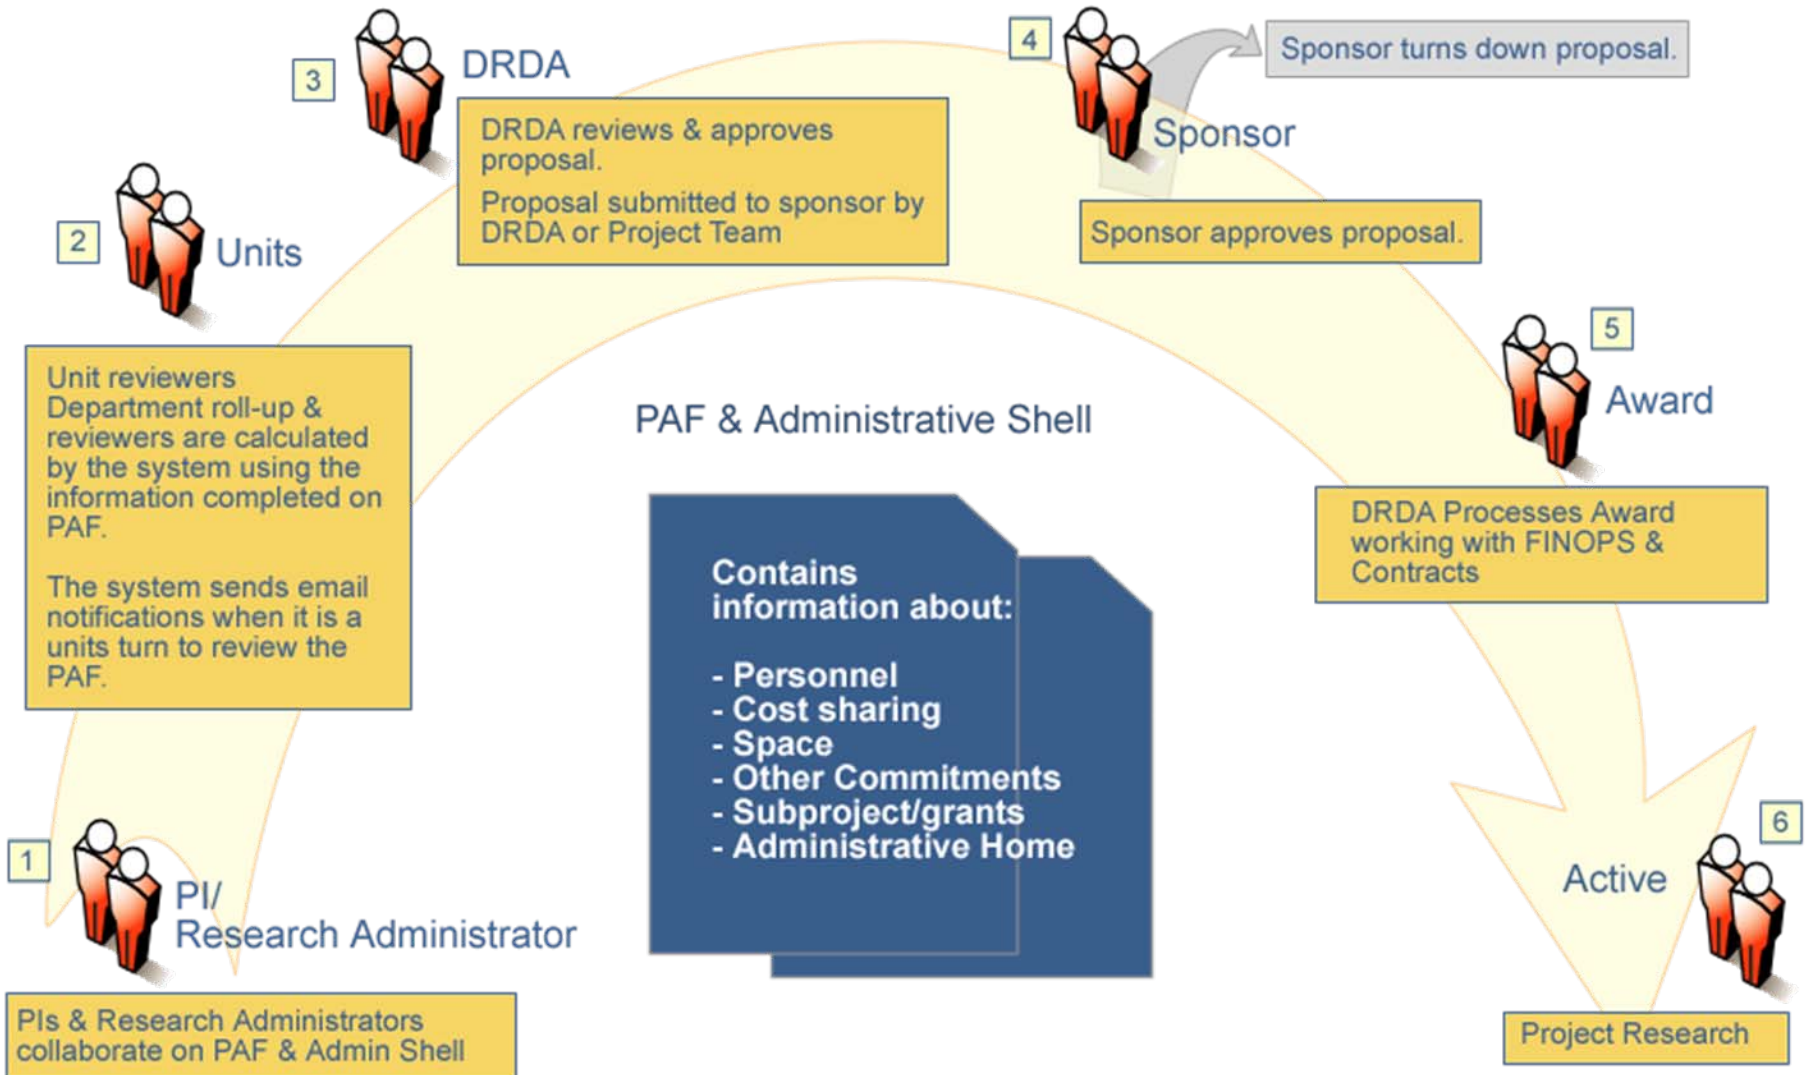 1
PI/
Research Administrator
PIs & Research Administrators
collaborate on PAF & Admin Shell
2
Units
Unit reviewers
Department roll-up &
reviewers are calculated
by the system using the
information completed on
PAF.
The system sends email
notifications when it is a
units turn to review the
PAF.
3
DRDA
DRDA reviews & approves
proposal.
Proposal submitted to sponsor by
DRDA or Project Team
4
Sponsor
Sponsor turns down proposal.
Sponsor approves proposal.
5
Award
DRDA Processes Award
working with FINOPS &
Contracts
6
Active
Project Research
PAF & Administrative Shell
Contains
information about:
- Personnel
- Cost sharing
- Space
- Other Commitments
- Subproject/grants
- Administrative Home